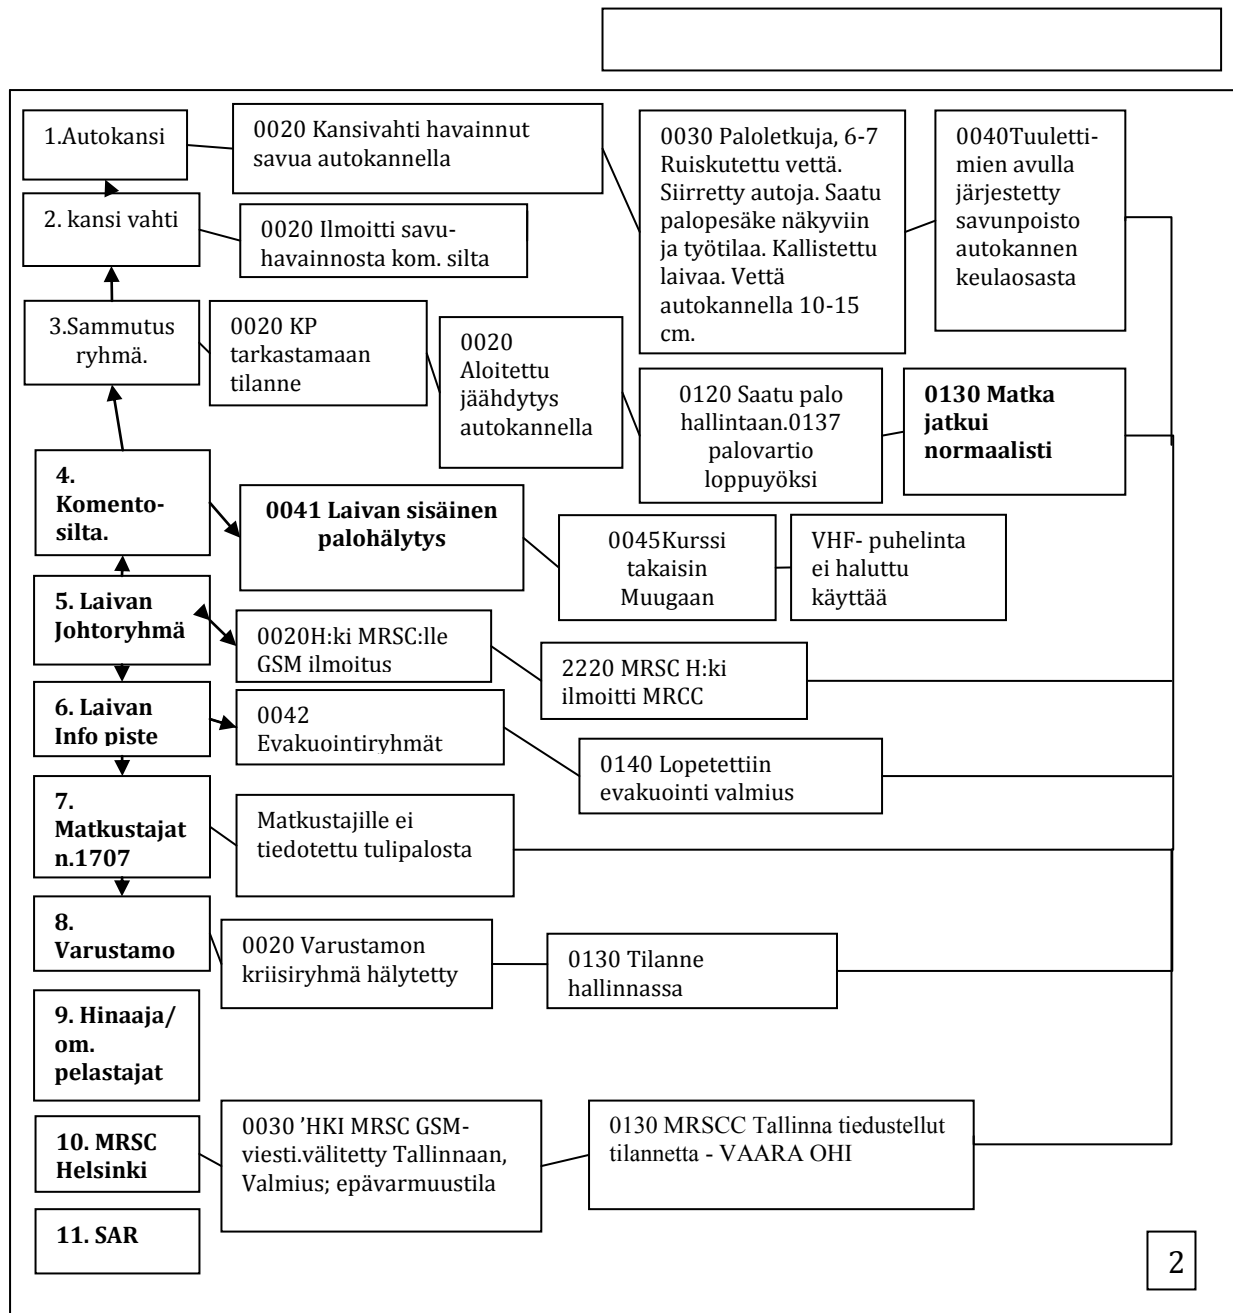 1.Autokansi
0020 Kansivahti havainnut
savua autokannella
0030 Paloletkuja, 6-7
Ruiskutettu vettä.
Siirretty autoja. Saatu
palopesäke näkyviin
ja työtilaa. Kallistettu
laivaa. Vettä
autokannella 10-15
cm.
0040Tuuletti-
mien avulla
järjestetty
savunpoisto
autokannen
keulaosasta
2. kansi vahti
0020 Ilmoitti savu-
havainnosta kom. silta
3.Sammutus
ryhmä.
0020 KP
tarkastamaan
tilanne
0020
Aloitettu
jäähdytys
autokannella
0120 Saatu palo
hallintaan.0137
palovartio
loppuyöksi
0130 Matka
jatkui
normaalisti
4.
Komento-
silta.
0041 Laivan sisäinen
palohälytys
0045Kurssi
takaisin
Muugaan
VHF- puhelinta
ei haluttu
käyttää
5. Laivan
Johtoryhmä
0020H:ki MRSC:lle
GSM ilmoitus
2220 MRSC H:ki
ilmoitti MRCC
6. Laivan
Info piste
0042
Evakuointiryhmät
0140 Lopetettiin
evakuointi valmius
7.
Matkustajat
n.1707
Matkustajille ei
tiedotettu tulipalosta
8.
Varustamo
0020 Varustamon
kriisiryhmä hälytetty
0130 Tilanne
hallinnassa
9. Hinaaja/
om.
pelastajat
10. MRSC
Helsinki
0030 'HKI MRSC GSM-
viesti.välitetty Tallinnaan,
Valmius; epävarmuustila
0130 MRSCC Tallinna tiedustellut
tilannetta - VAARA OHI
11. SAR
2